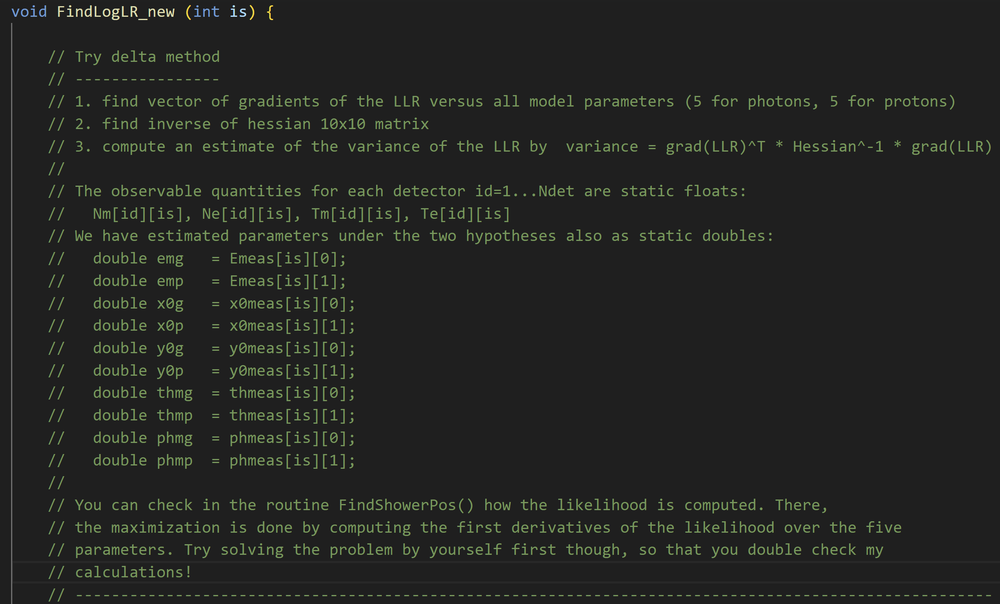 void FindLogLR_new (int is) {
// Try delta method
// ----------------
// 1. find vector of gradients of the LLR versus all model parameters (5 for photons, 5 for protons)
// 2. find inverse of hessian 10x10 matrix
// 3. compute an estimate of the variance of the LLR by  variance = grad(LLR)^T * Hessian^-1 * grad(LLR)
//
// The observable quantities for each detector id=1...Ndet are static floats:
//   Nm[id][is], Ne[id][is], Tm[id][is], Te[id][is]
// We have estimated parameters under the two hypotheses also as static doubles:
//   double emg   = Emeas[is][0];
//   double emp   = Emeas[is][1];
//   double x0g   = x0meas[is][0];
//   double x0p   = x0meas[is][1];
//   double y0g   = y0meas[is][0];
//   double y0p   = y0meas[is][1];
//   double thmg  = thmeas[is][0];
//   double thmp  = thmeas[is][1];
//   double phmg  = phmeas[is][0];
//   double phmp  = phmeas[is][1];
//
// You can check in the routine FindShowerPos() how the likelihood is computed. There,
// the maximization is done by computing the first derivatives of the likelihood over the five
// parameters. Try solving the problem by yourself first though, so that you double check my
// calculations!
// -----------------------------------------------------------------------------------------------------